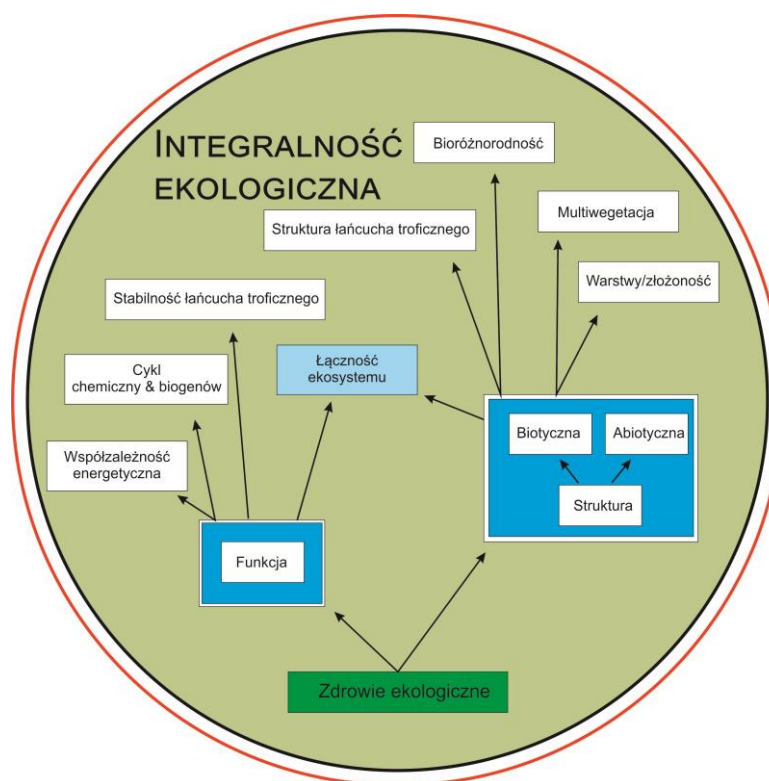 INTEGRALNOŚĆ
EKOLOGICZNA
Bioróżnorodność
Multiwegetacja
Struktura łańcucha troficznego
Warstwy/złożoność
Stabilność łańcucha troficznego
Łączność
ekosystemu
Cykl
chemiczny & biogenów
Biotyczna
Abiotyczna
Współzależność
energetyczna
Struktura
Funkcja
Zdrowie ekologiczne